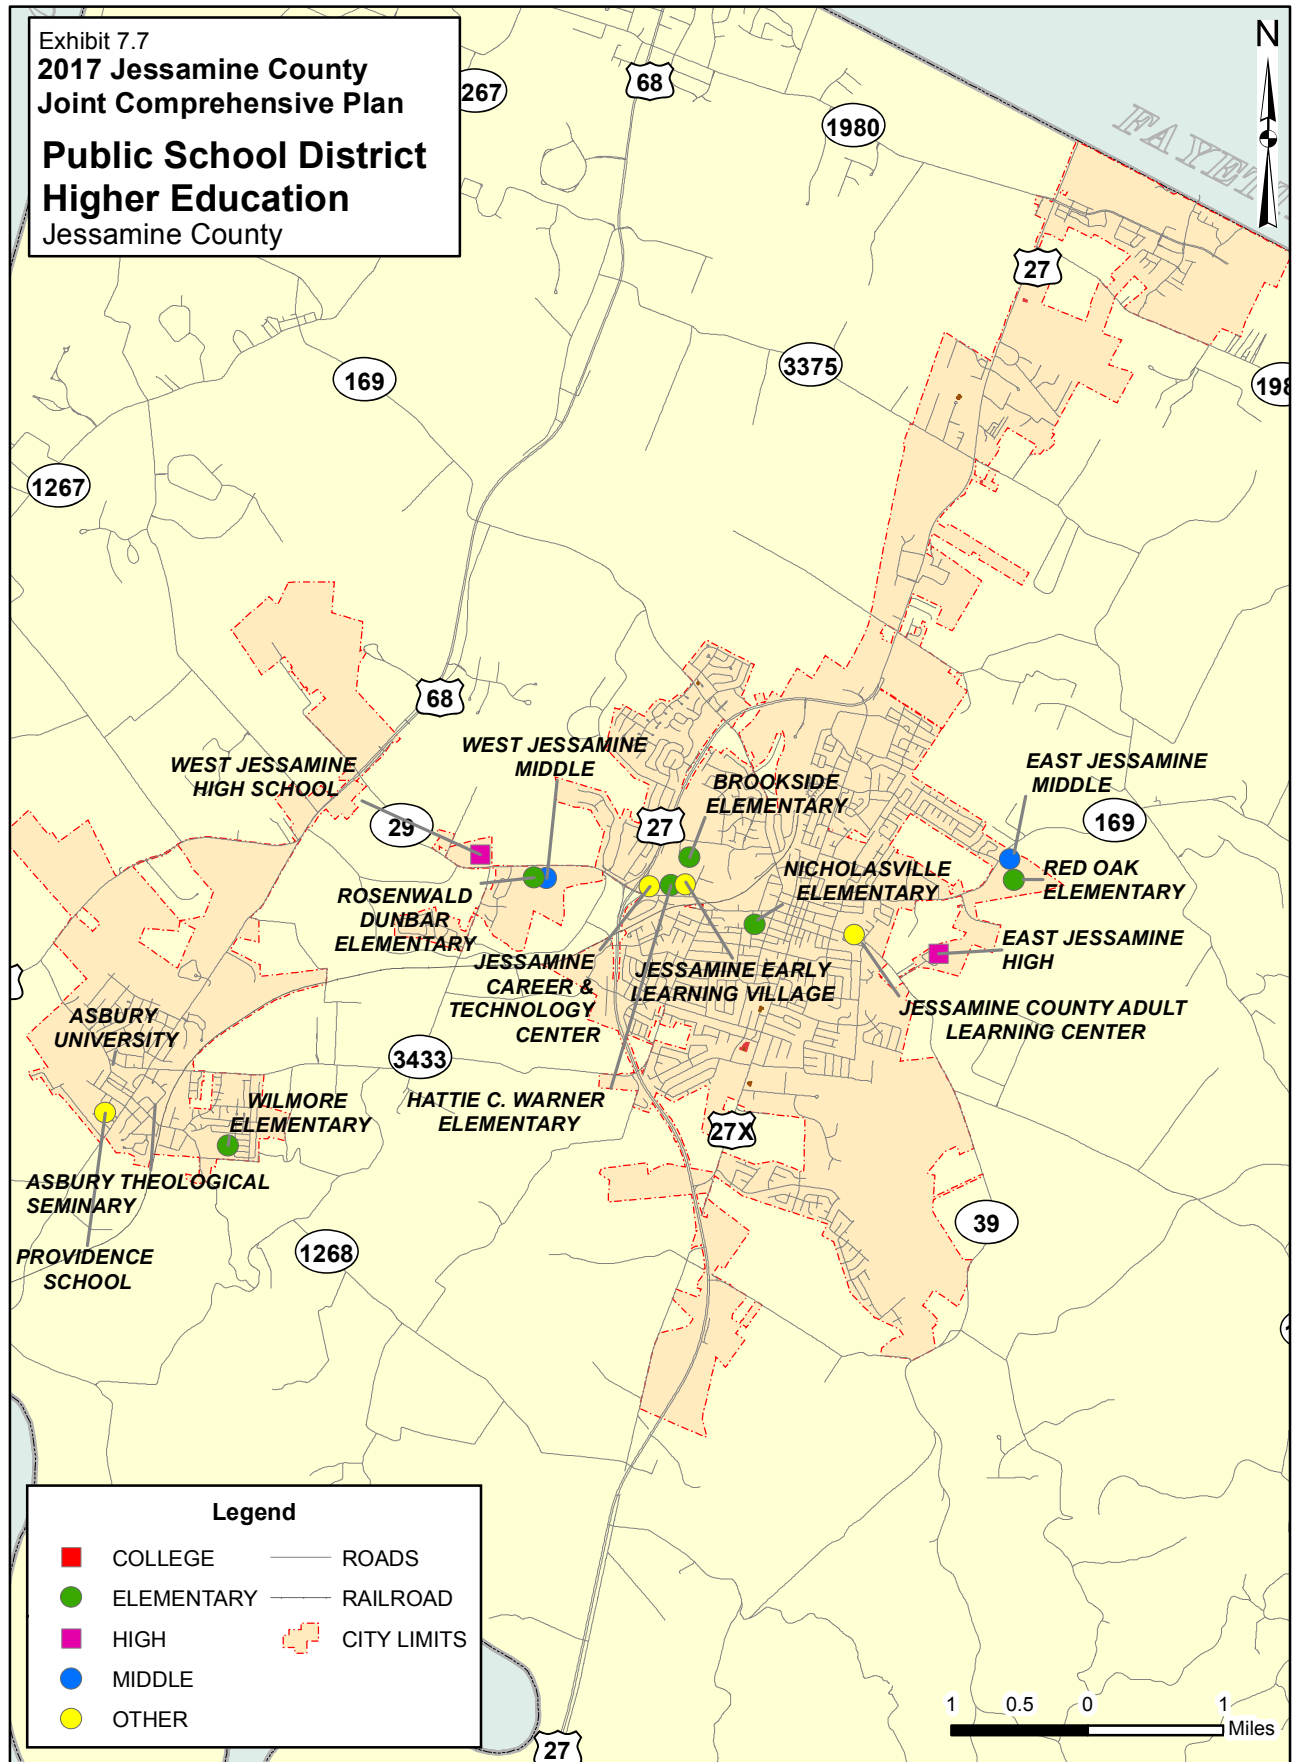 Exhibit 7.7
2017 Jessamine County
Joint Comprehensive Plan
Public School District
Higher Education
Jessamine County
N
267
68
1980
27
169
3375
198
1267
68
WEST JESSAMINE
HIGH SCHOOL
WEST JESSAMINE
MIDDLE
BROOKSIDE
ELEMENTARY
EAST JESSAMINE
MIDDLE
29
27
169
ROSENWALD
DUNBAR
ELEMENTARY
NICHOLASVILLE
ELEMENTARY
RED OAK
ELEMENTARY
EAST JESSAMINE
HIGH
JESSAMINE
CAREER &
TECHNOLOGY
CENTER
JESSAMINE EARLY
LEARNING VILLAGE
JESSAMINE COUNTY ADULT
LEARNING CENTER
ASBURY
UNIVERSITY
3433
HATTIE C. WARNER
ELEMENTARY
WILMORE
ELEMENTARY
27X
ASBURY THEOLOGICAL
SEMINARY
PROVIDENCE
SCHOOL
1268
39
Legend
COLLEGE
ELEMENTARY
HIGH
MIDDLE
OTHER
ROADS
RAILROAD
CITY LIMITS
27
1 0.5 0 1
Miles